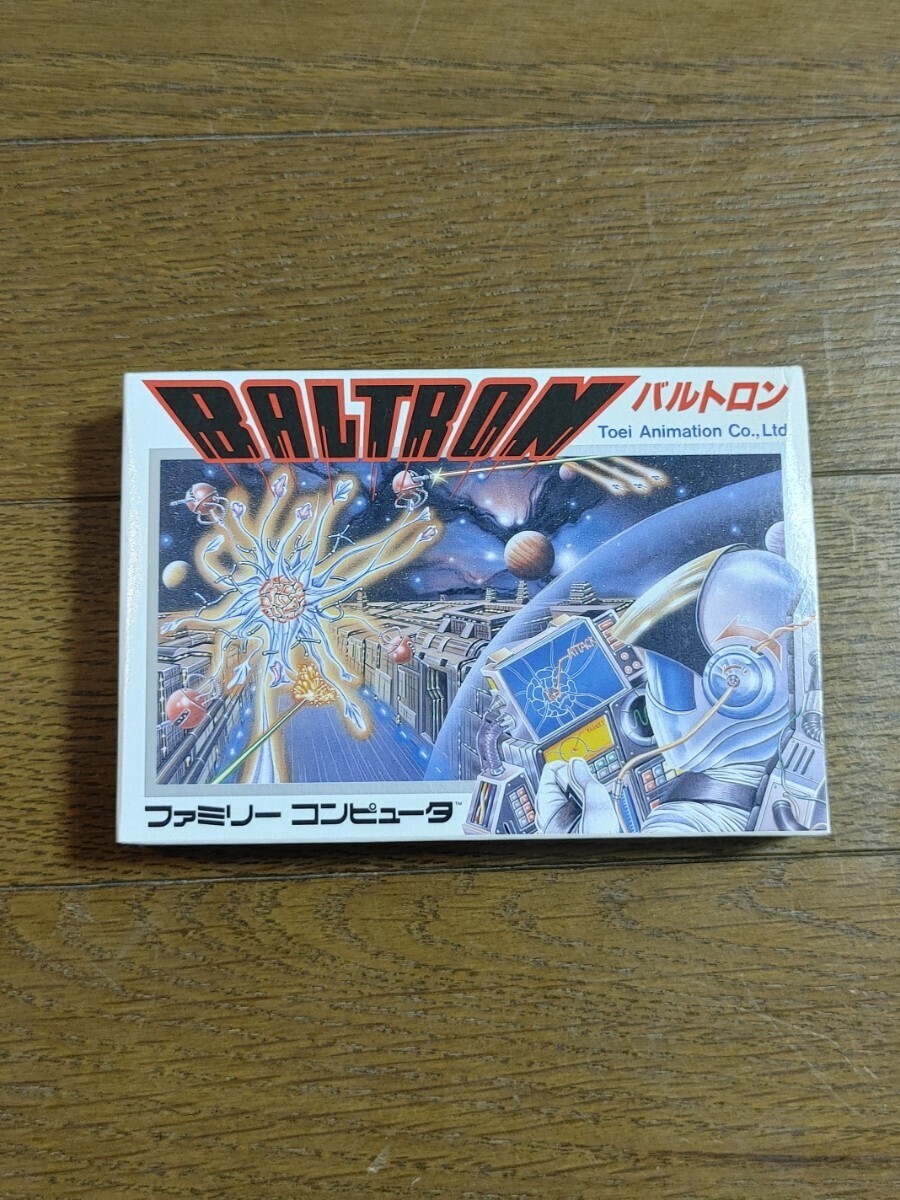 BALTRON
バルトロン
Toei Animation Co.,Ltd
ATTACK
ファミリー コンピュータ™